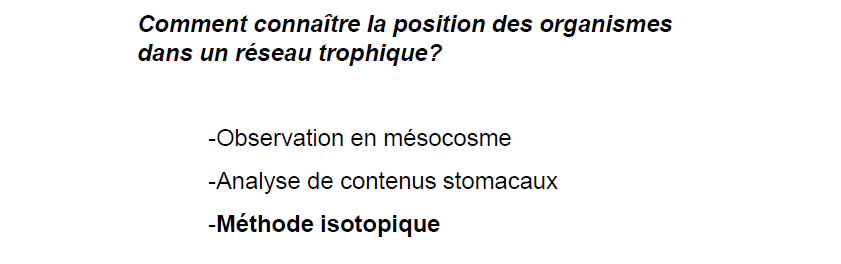 Comment connaître la position des organismes
dans un réseau trophique?
-Observation en mésocosme
-Analyse de contenus stomacaux
-Méthode isotopique